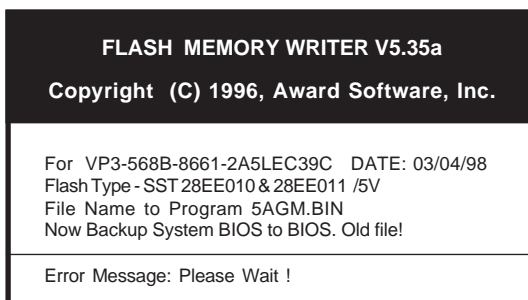 FLASH MEMORY WRITER V5.35a
Copyright (C) 1996, Award Software, Inc.
For VP3-568B-8661-2A5LEC39C DATE: 03/04/98
Flash Type - SST 28EE010 & 28EE011 /5V
File Name to Program 5AGM.BIN
Now Backup System BIOS to BIOS. Old file!
Error Message: Please Wait !